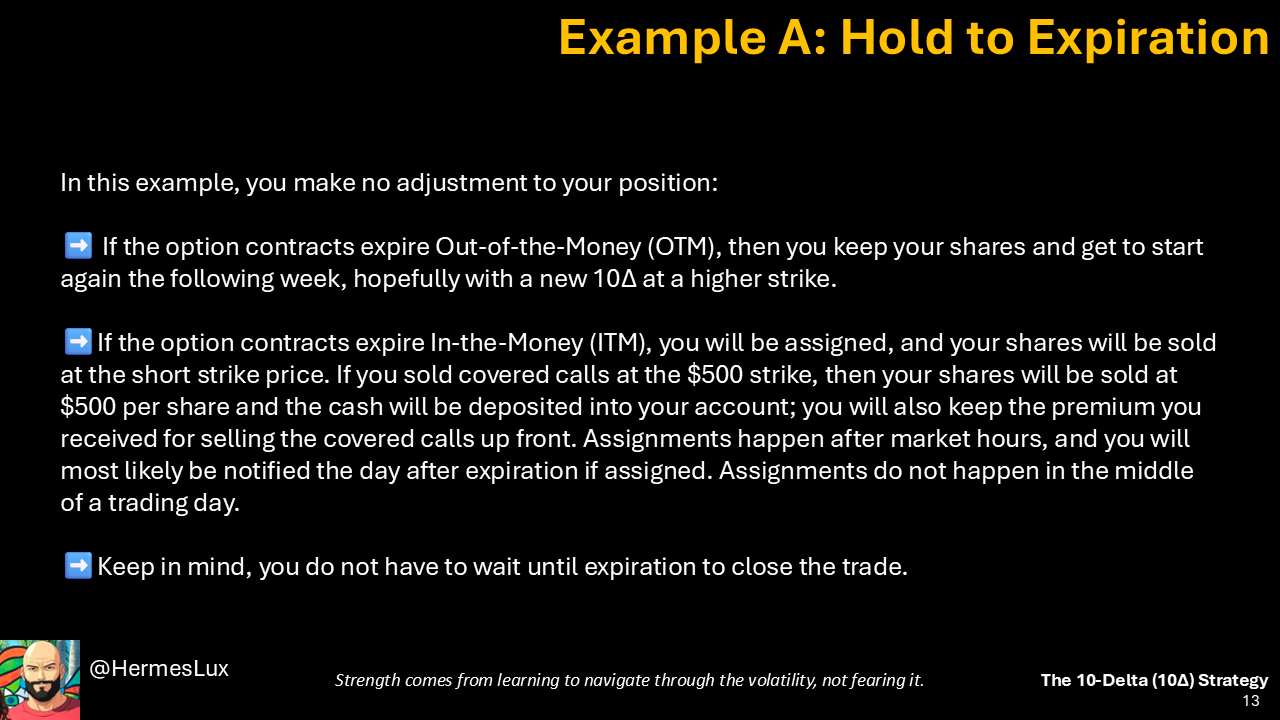 Example A: Hold to Expiration
In this example, you make no adjustment to your position:
➡️ If the option contracts expire Out-of-the-Money (OTM), then you keep your shares and get to start
again the following week, hopefully with a new 10Δ at a higher strike.
➡️If the option contracts expire In-the-Money (ITM), you will be assigned, and your shares will be sold
at the short strike price. If you sold covered calls at the $500 strike, then your shares will be sold at
$500 per share and the cash will be deposited into your account; you will also keep the premium you
received for selling the covered calls up front. Assignments happen after market hours, and you will
most likely be notified the day after expiration if assigned. Assignments do not happen in the middle
of a trading day.
➡️Keep in mind, you do not have to wait until expiration to close the trade.
@HermesLux
Strength comes from learning to navigate through the volatility, not fearing it.
The 10-Delta (10Δ) Strategy
13